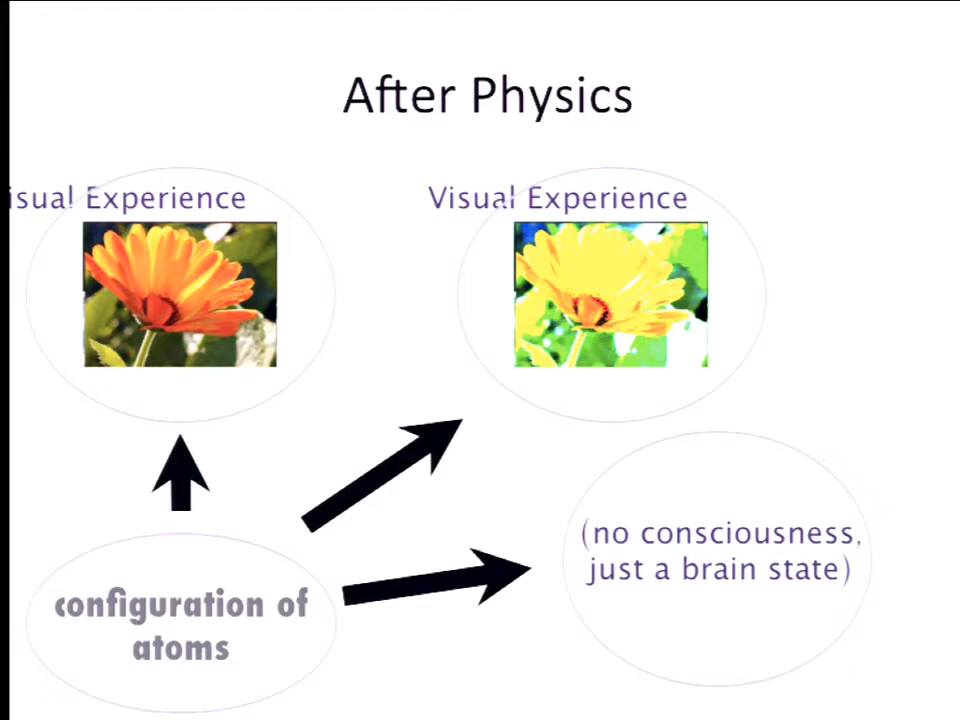 After Physics
isual Experience
Visual Experience
(no consciousness,
just a brain state)
configuration of
atoms